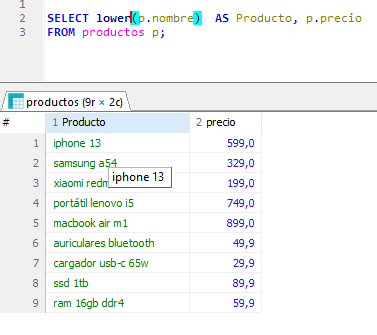 1
2 SELECT lower(p.nombre) AS Producto, p.precio
3 FROM productos p;
productos (9r × 2c)
# 1 Producto 2 precio
1 iphone 13 599,0
2 samsung a54 329,0
3 xiaomi redm 199,0
iphone 13
4 portátil lenovo i5 749,0
5 macbook air m1 899,0
6 auriculares bluetooth 49,9
7 cargador usb-c 65w 29,9
8 ssd 1tb 89,9
9 ram 16gb ddr4 59,9